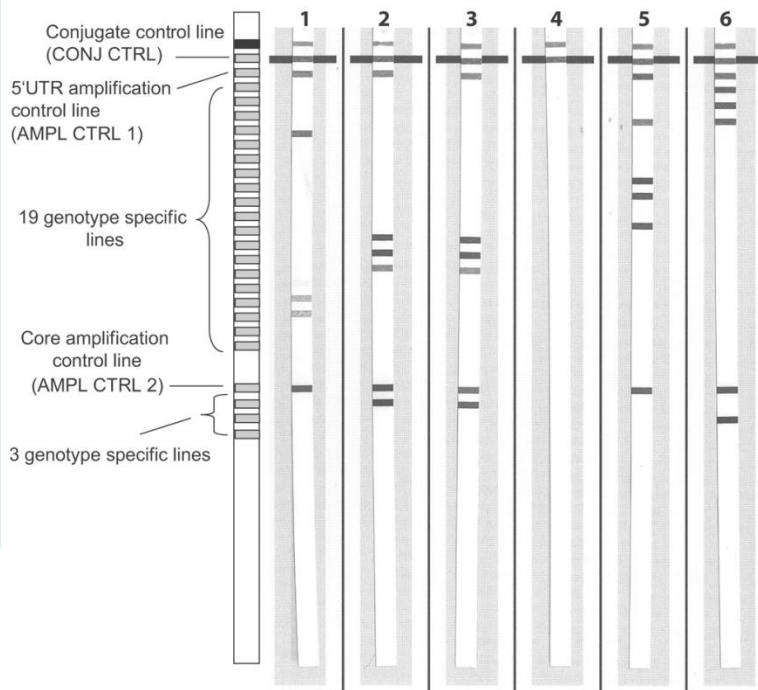 1 2 3 4 5 6
Conjugate control line
(CONJ CTRL)
5'UTR amplification
control line
(AMPL CTRL 1)
19 genotype specific
lines
Core amplification
control line
(AMPL CTRL 2)
3 genotype specific lines